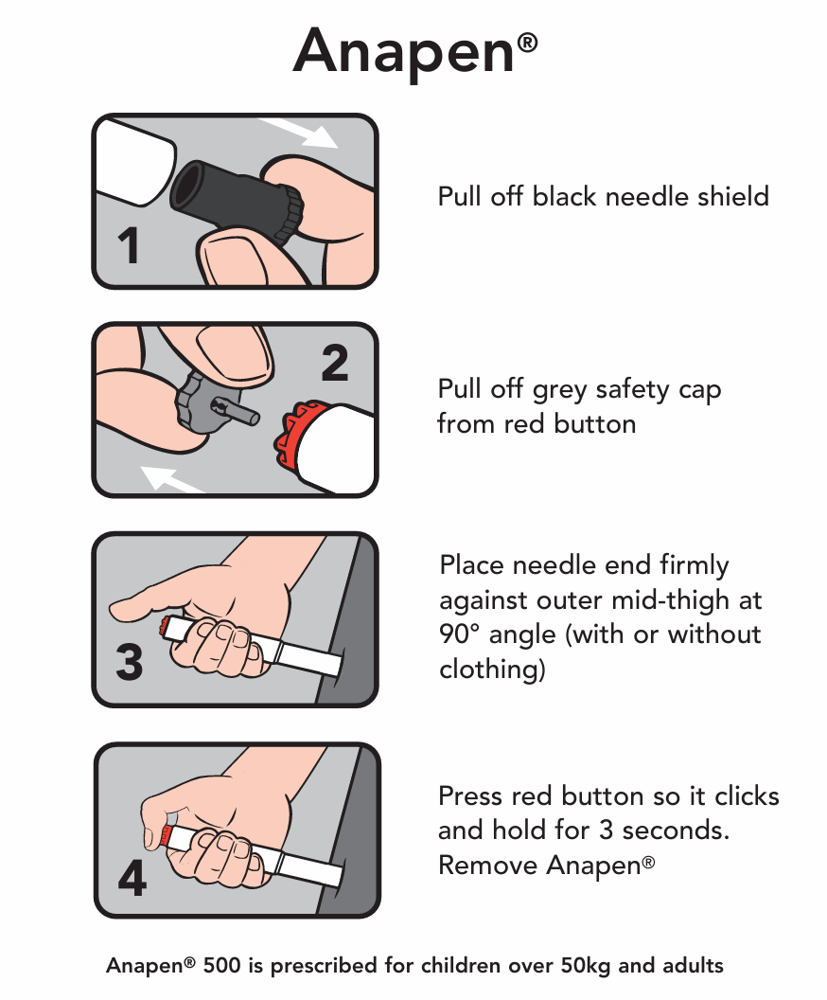 Anapen®
1
Pull off black needle shield
2
Pull off grey safety cap
from red button
3
Place needle end firmly
against outer mid-thigh at
90° angle (with or without
clothing)
4
Press red button so it clicks
and hold for 3 seconds.
Remove Anapen®
Anapen® 500 is prescribed for children over 50kg and adults